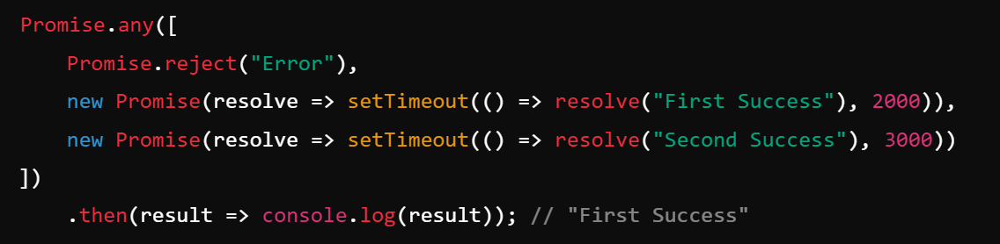 Promise.any([
    Promise.reject("Error"),
    new Promise(resolve => setTimeout(() => resolve("First Success"), 2000)),
    new Promise(resolve => setTimeout(() => resolve("Second Success"), 3000))
])
    .then(result => console.log(result)); // "First Success"